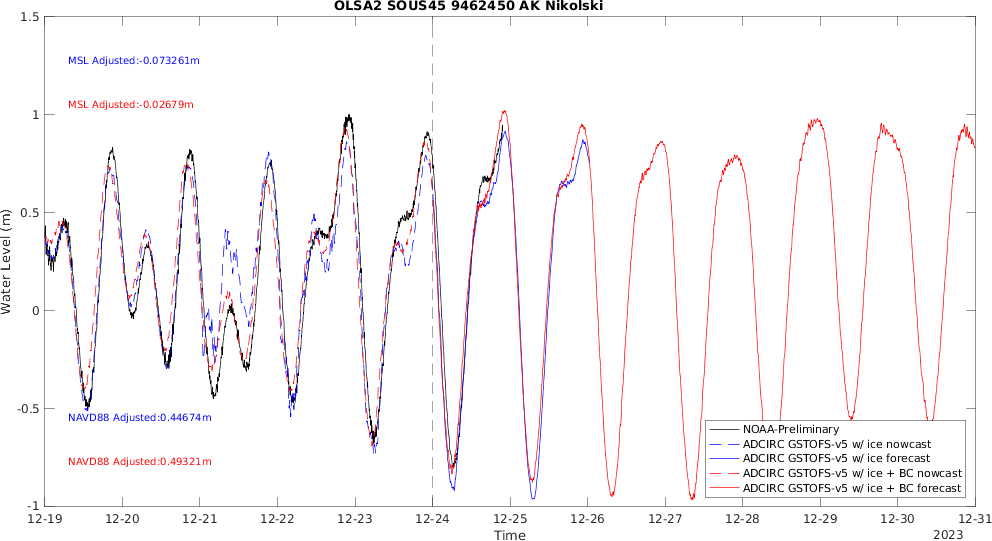 OLSA2 SOUS45 9462450 AK Nikolski
1.5
MSL Adjusted:-0.073261m
MSL Adjusted:-0.02679m
1
0.5
Water Level (m)
0
-0.5
NAVD88 Adjusted:0.44674m
NAVD88 Adjusted:0.49321m
NOAA-Preliminary
ADCIRC GSTOFS-v5 w/ ice nowcast
ADCIRC GSTOFS-v5 w/ ice forecast
ADCIRC GSTOFS-v5 w/ ice + BC nowcast
ADCIRC GSTOFS-v5 w/ ice + BC forecast
-1
12-19 12-20 12-21 12-22 12-23 12-24 12-25 12-26 12-27 12-28 12-29 12-30 12-31
Time
2023